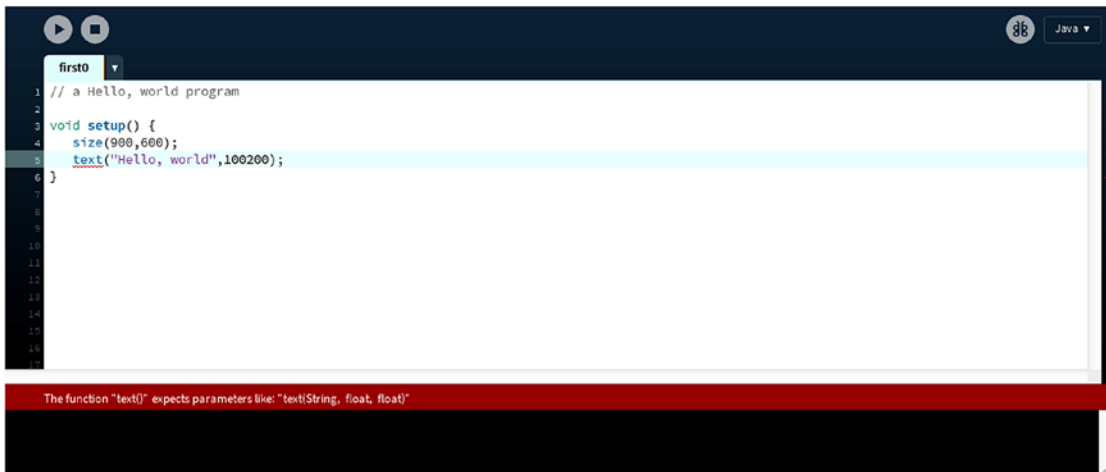 Java ▼
first0 ▼
1 // a Hello, world program
2
3 void setup() {
4 size(900,600);
5 text("Hello, world",100200);
6 }
7
8
9
10
11
12
13
14
15
16
17
The function "text()" expects parameters like: "text(String, float, float)"